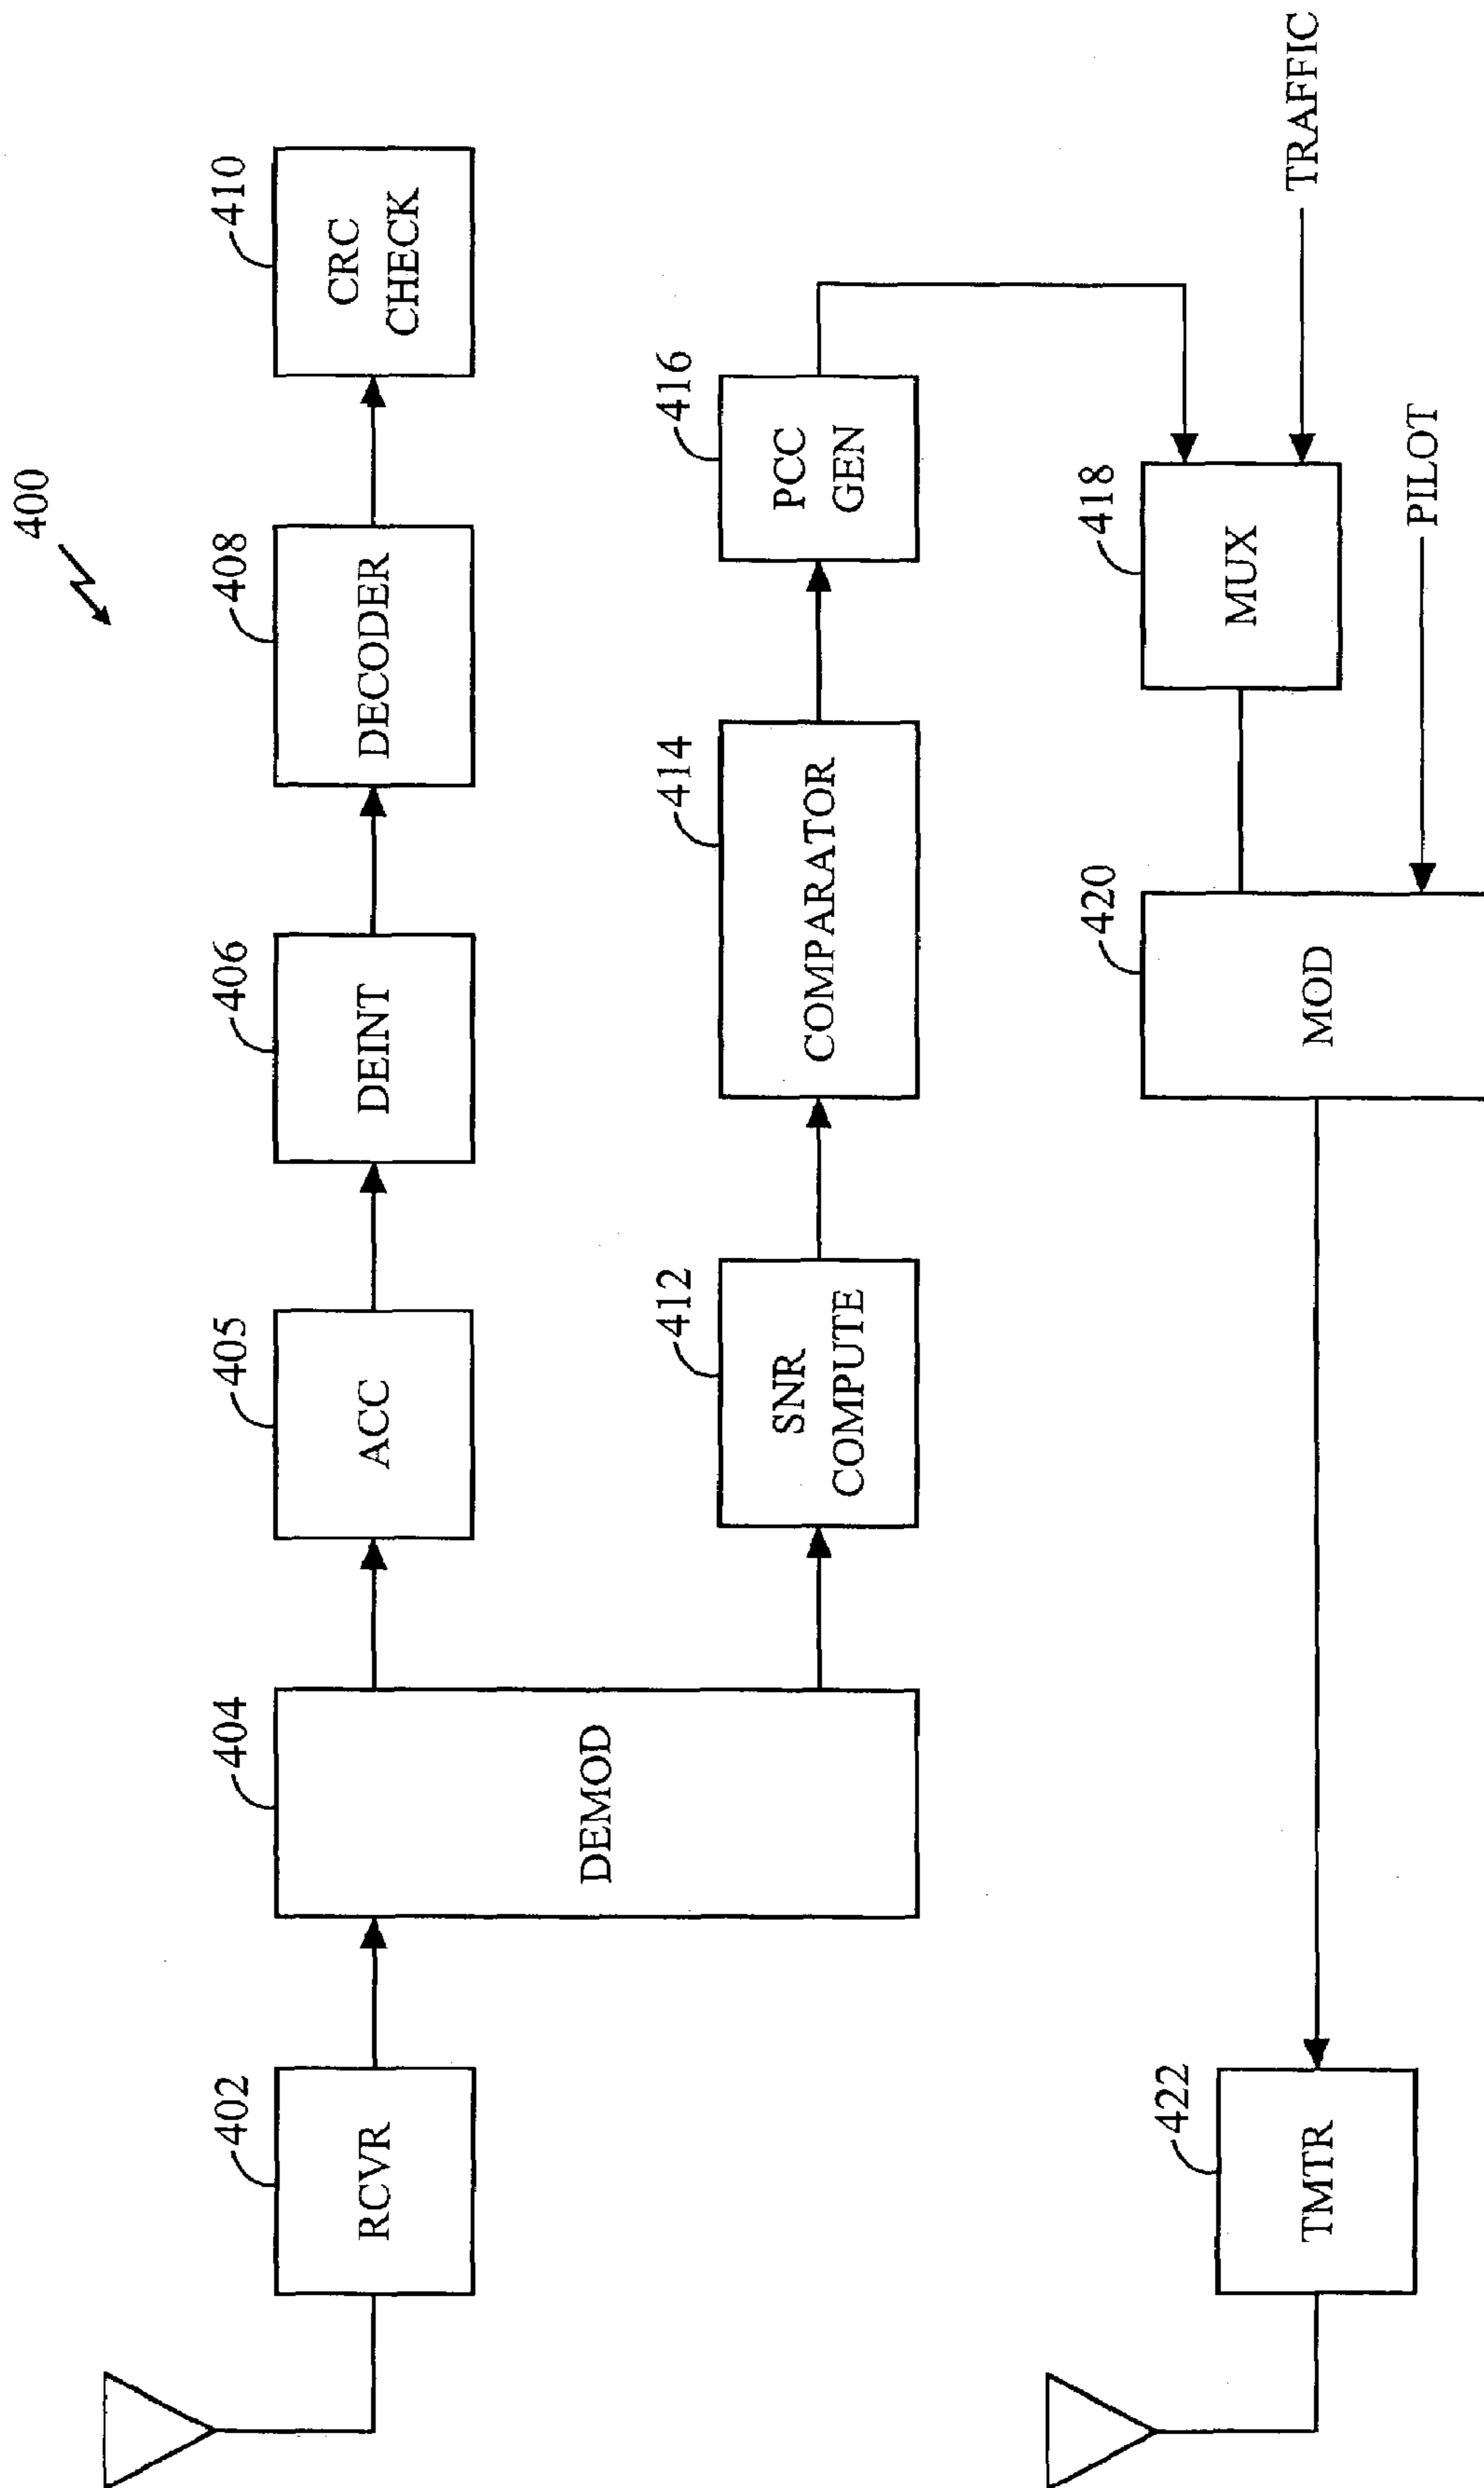 400
402
RCVR
404
DEMOD
405
ACC
406
DEINT
408
DECODER
410
CRC
CHECK
412
SNR
COMPUTE
414
COMPARATOR
416
PCC
GEN
422
TMTR
420
MOD
418
MUX
TRAFFIC
PILOT